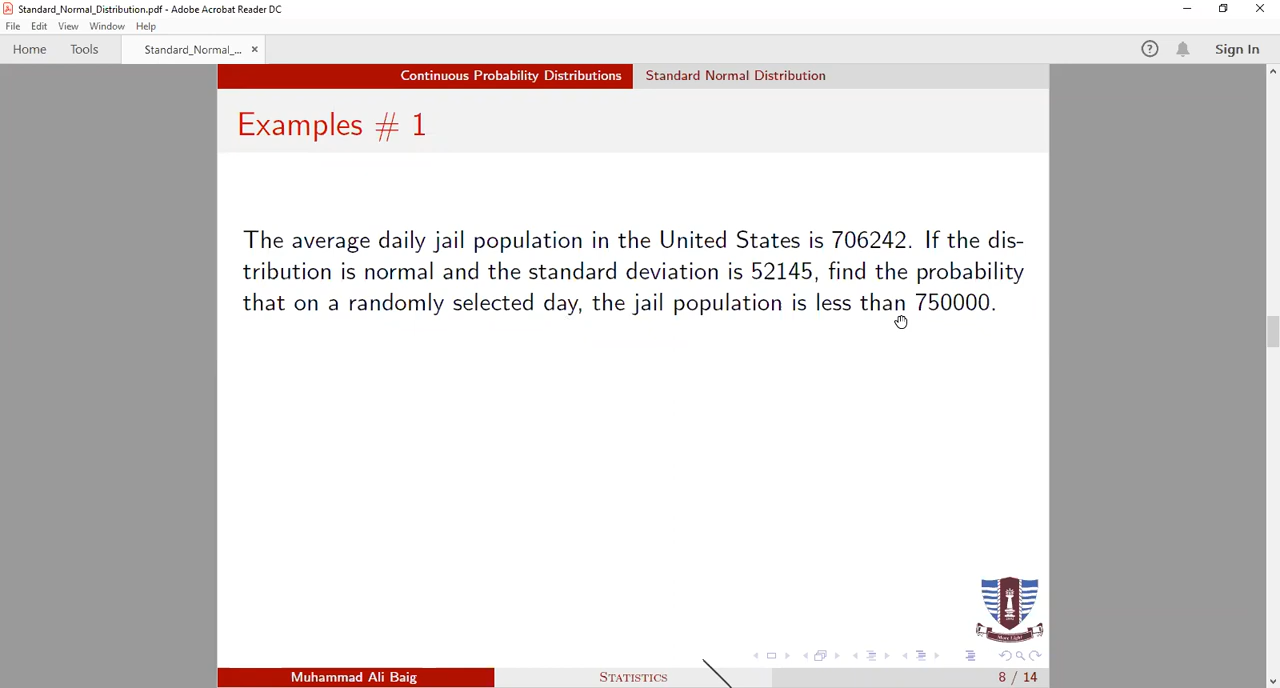 Standard_Normal_Distribution.pdf - Adobe Acrobat Reader DC
File Edit View Window Help
Home Tools Standard_Normal_... × Sign In
Continuous Probability Distributions Standard Normal Distribution
Examples # 1
The average daily jail population in the United States is 706242. If the dis-
tribution is normal and the standard deviation is 52145, find the probability
that on a randomly selected day, the jail population is less than 750000.
Muhammad Ali Baig Statistics 8 / 14